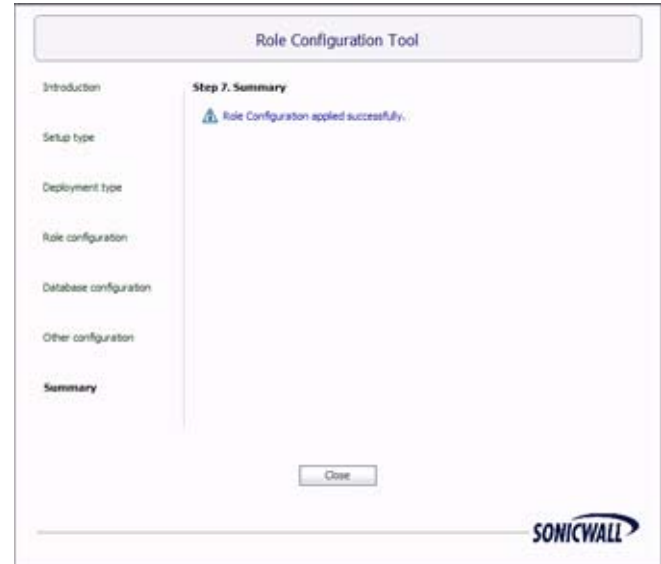 Role Configuration Tool
Introduction
Step 7. Summary
Role Configuration applied successfully.
Setup type
Deployment type
Role configuration
Database configuration
Other configuration
Summary
Close
SONICWALL